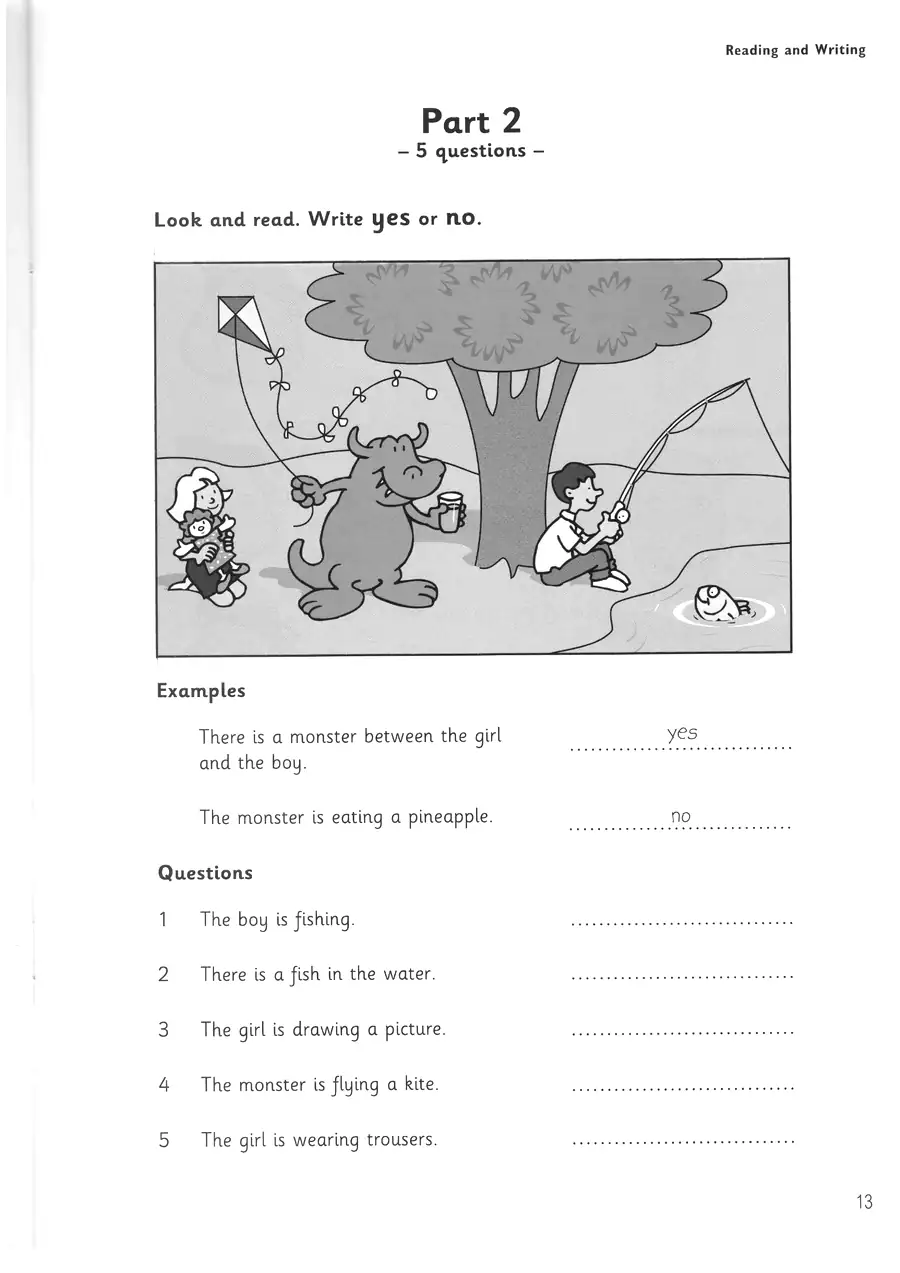 Reading and Writing
Part 2
– 5 questions –
Look and read. Write yes or no.
Examples
There is a monster between the girl
and the boy.
yes
The monster is eating a pineapple.
no
Questions
1 The boy is fishing. ................................
2 There is a fish in the water. ................................
3 The girl is drawing a picture. ................................
4 The monster is flying a kite. ................................
5 The girl is wearing trousers. ................................
13